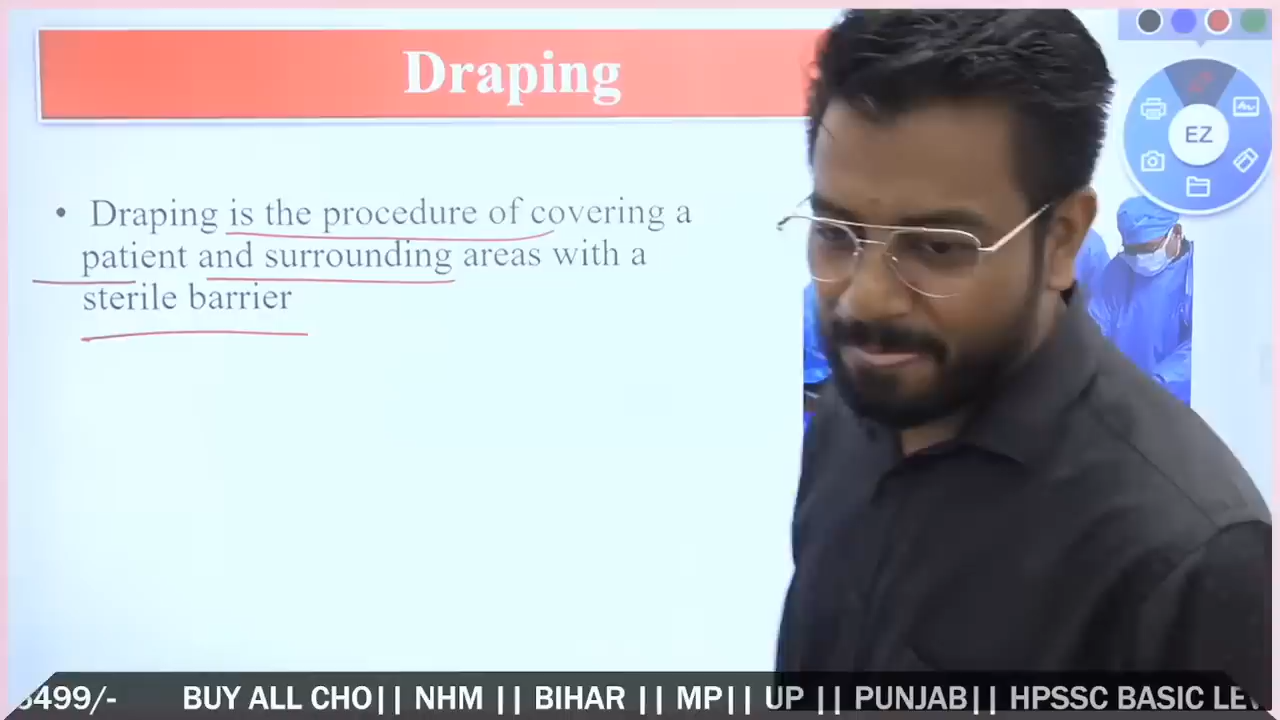 Draping
EZ
• Draping is the procedure of covering a
patient and surrounding areas with a
sterile barrier
499/- BUY ALL CHO|| NHM || BIHAR || MP|| UP || PUNJAB|| HPSSC BASIC